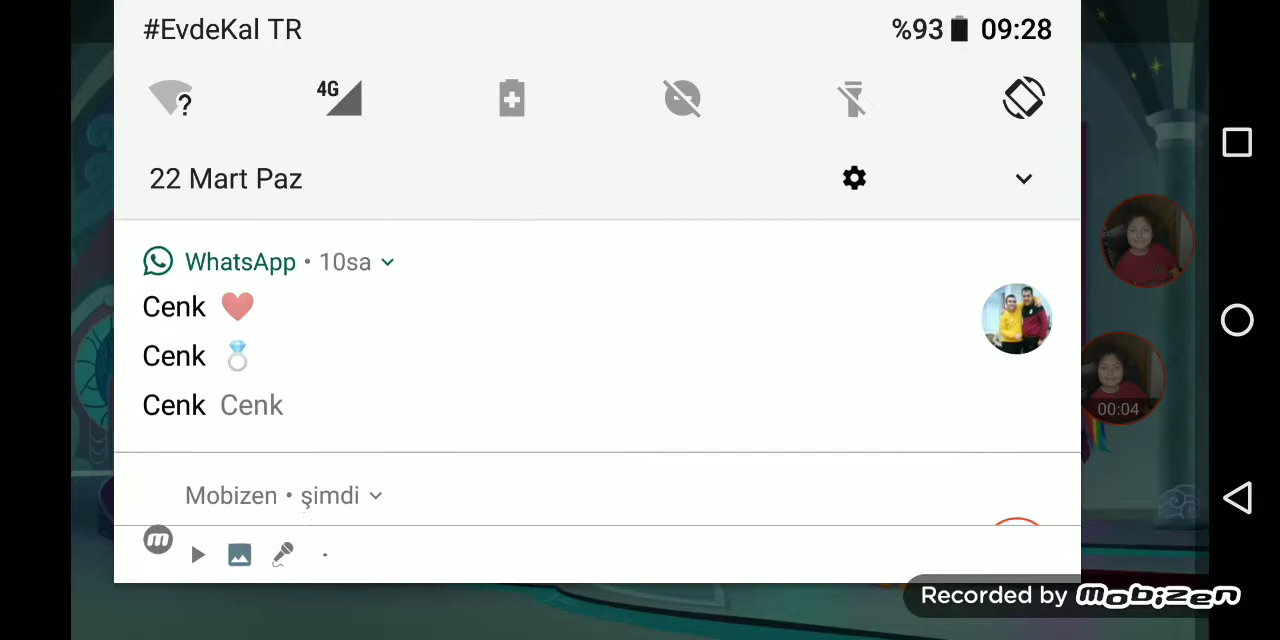 #EvdeKal TR
%93 09:28
4G
?
22 Mart Paz
WhatsApp • 10sa
Cenk ❤️
Cenk 💍
Cenk Cenk
00:04
Mobizen • şimdi
m
Recorded by mobizen